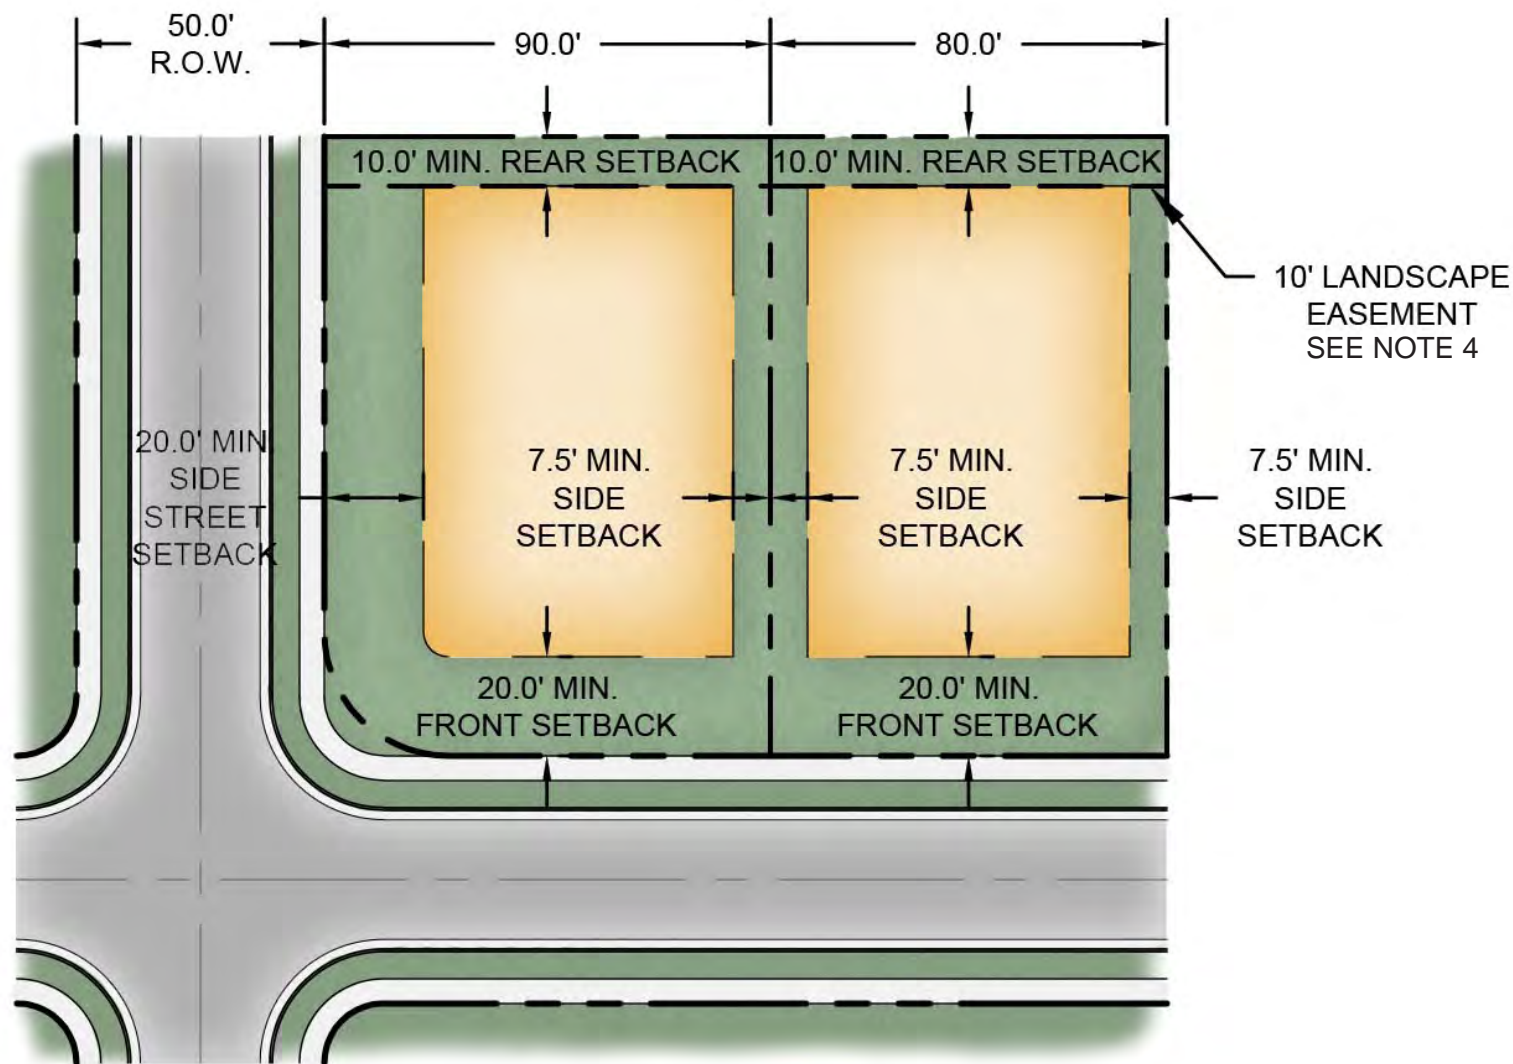 50.0'
R.O.W.
90.0'
80.0'
10.0' MIN. REAR SETBACK
10.0' MIN. REAR SETBACK
10' LANDSCAPE
EASEMENT
SEE NOTE 4
20.0' MIN.
SIDE
STREET
SETBACK
7.5' MIN.
SIDE
SETBACK
7.5' MIN.
SIDE
SETBACK
7.5' MIN.
SIDE
SETBACK
20.0' MIN.
FRONT SETBACK
20.0' MIN.
FRONT SETBACK